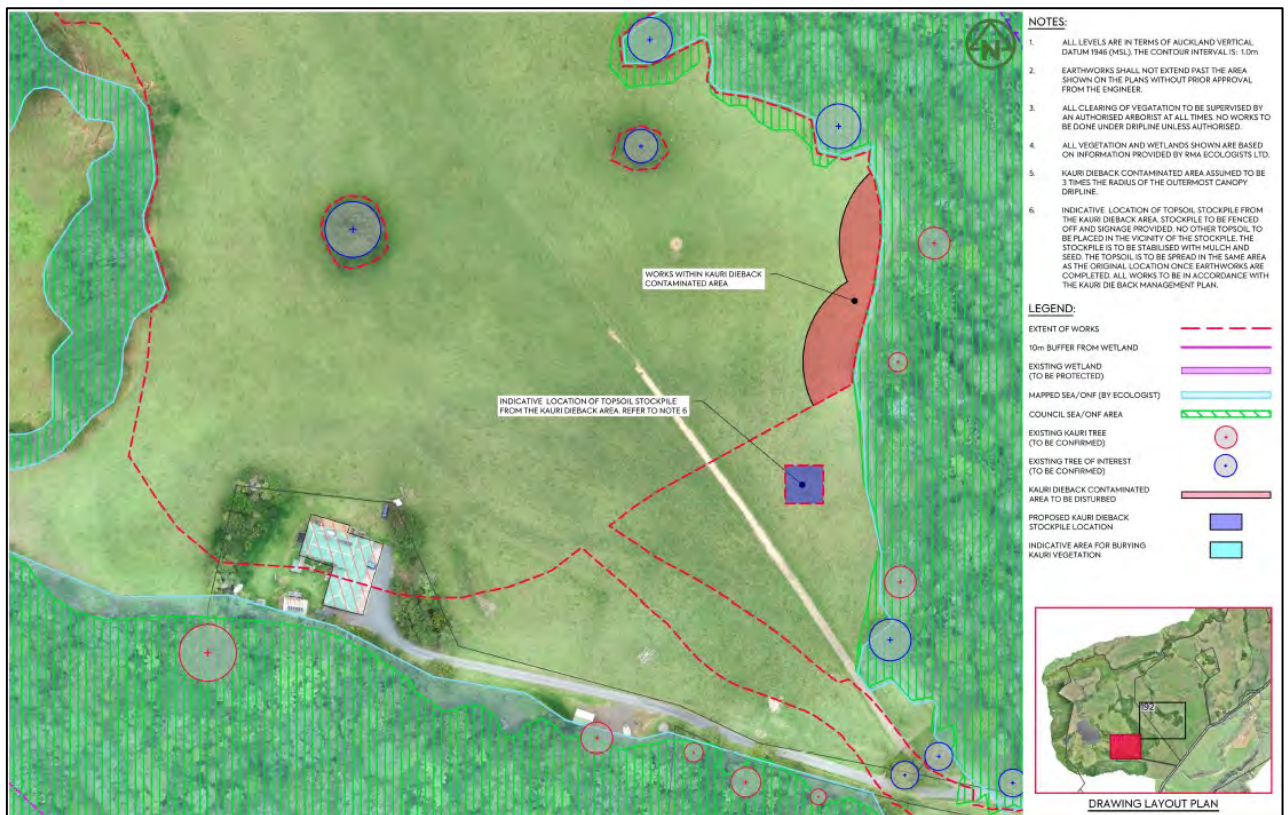 N
WORKS WITHIN KAURI DIEBACK
CONTAMINATED AREA
INDICATIVE LOCATION OF TOPSOIL STOCKPILE
FROM THE KAURI DIEBACK AREA. REFER TO NOTE 6
NOTES:
1. ALL LEVELS ARE IN TERMS OF AUCKLAND VERTICAL
DATUM 1946 (MSL). THE CONTOUR INTERVAL IS: 1.0m
2. EARTHWORKS SHALL NOT EXTEND PAST THE AREA
SHOWN ON THE PLANS WITHOUT PRIOR APPROVAL
FROM THE ENGINEER.
3. ALL CLEARING OF VEGATATION TO BE SUPERVISED BY
AN AUTHORISED ARBORIST AT ALL TIMES. NO WORKS TO
BE DONE UNDER DRIPLINE UNLESS AUTHORISED.
4. ALL VEGETATION AND WETLANDS SHOWN ARE BASED
ON INFORMATION PROVIDED BY RMA ECOLOGISTS LTD.
5. KAURI DIEBACK CONTAMINATED AREA ASSUMED TO BE
3 TIMES THE RADIUS OF THE OUTERMOST CANOPY
DRIPLINE.
6. INDICATIVE LOCATION OF TOPSOIL STOCKPILE FROM
THE KAURI DIEBACK AREA. STOCKPILE TO BE FENCED
OFF AND SIGNAGE PROVIDED. NO OTHER TOPSOIL TO
BE PLACED IN THE VICINITY OF THE STOCKPILE. THE
STOCKPILE IS TO BE STABILISED WITH MULCH AND
SEED. THE TOPSOIL IS TO BE SPREAD IN THE SAME AREA
AS THE ORIGINAL LOCATION ONCE EARTHWORKS ARE
COMPLETED. ALL WORKS TO BE IN ACCORDANCE WITH
THE KAURI DIE BACK MANAGEMENT PLAN.
LEGEND:
EXTENT OF WORKS
10m BUFFER FROM WETLAND
EXISTING WETLAND
(TO BE PROTECTED)
MAPPED SEA/ONF (BY ECOLOGIST)
COUNCIL SEA/ONF AREA
EXISTING KAURI TREE
(TO BE CONFIRMED)
EXISTING TREE OF INTEREST
(TO BE CONFIRMED)
KAURI DIEBACK CONTAMINATED
AREA TO BE DISTURBED
PROPOSED KAURI DIEBACK
STOCKPILE LOCATION
INDICATIVE AREA FOR BURYING
KAURI VEGETATION
92
DRAWING LAYOUT PLAN